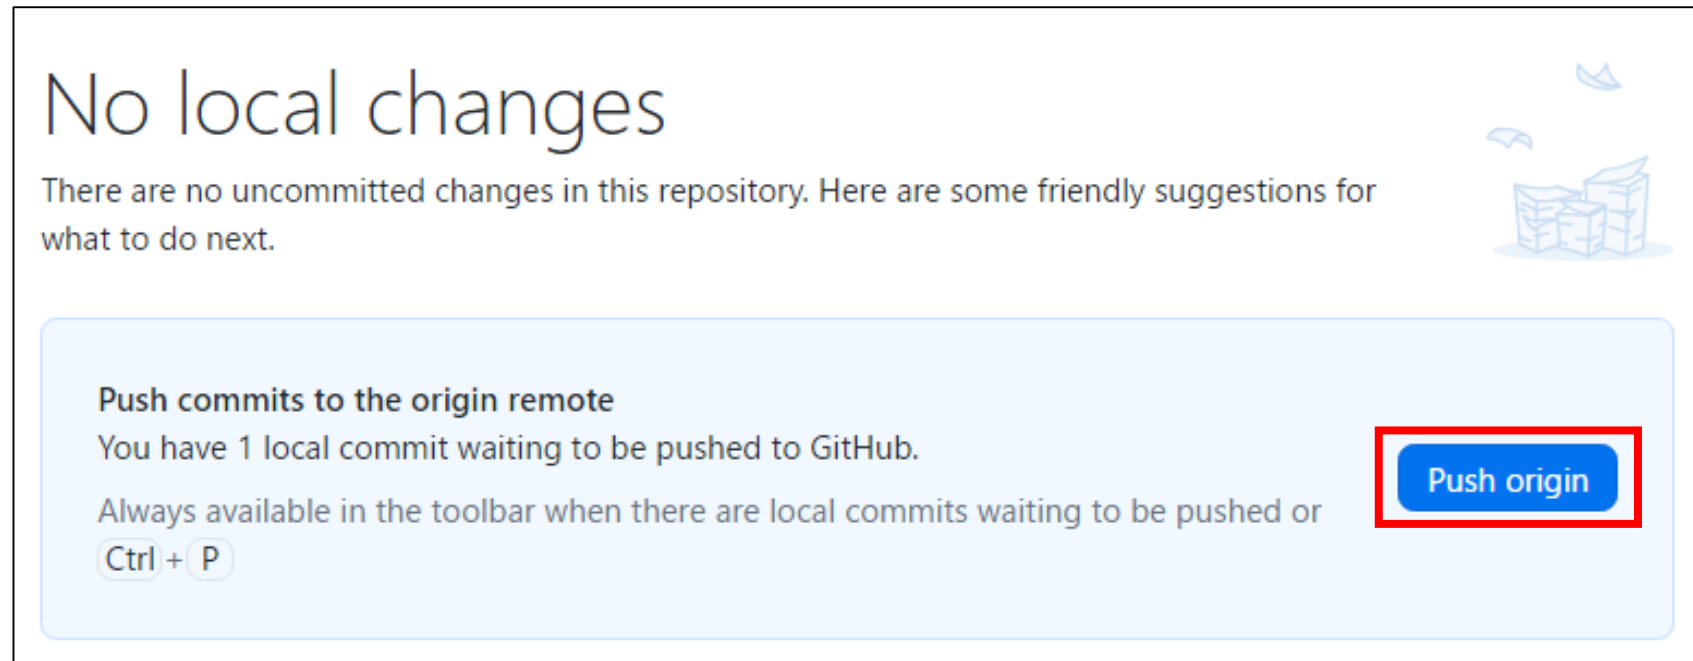 No local changes
There are no uncommitted changes in this repository. Here are some friendly suggestions for
what to do next.
Push commits to the origin remote
You have 1 local commit waiting to be pushed to GitHub.
Push origin
Always available in the toolbar when there are local commits waiting to be pushed or
Ctrl + P